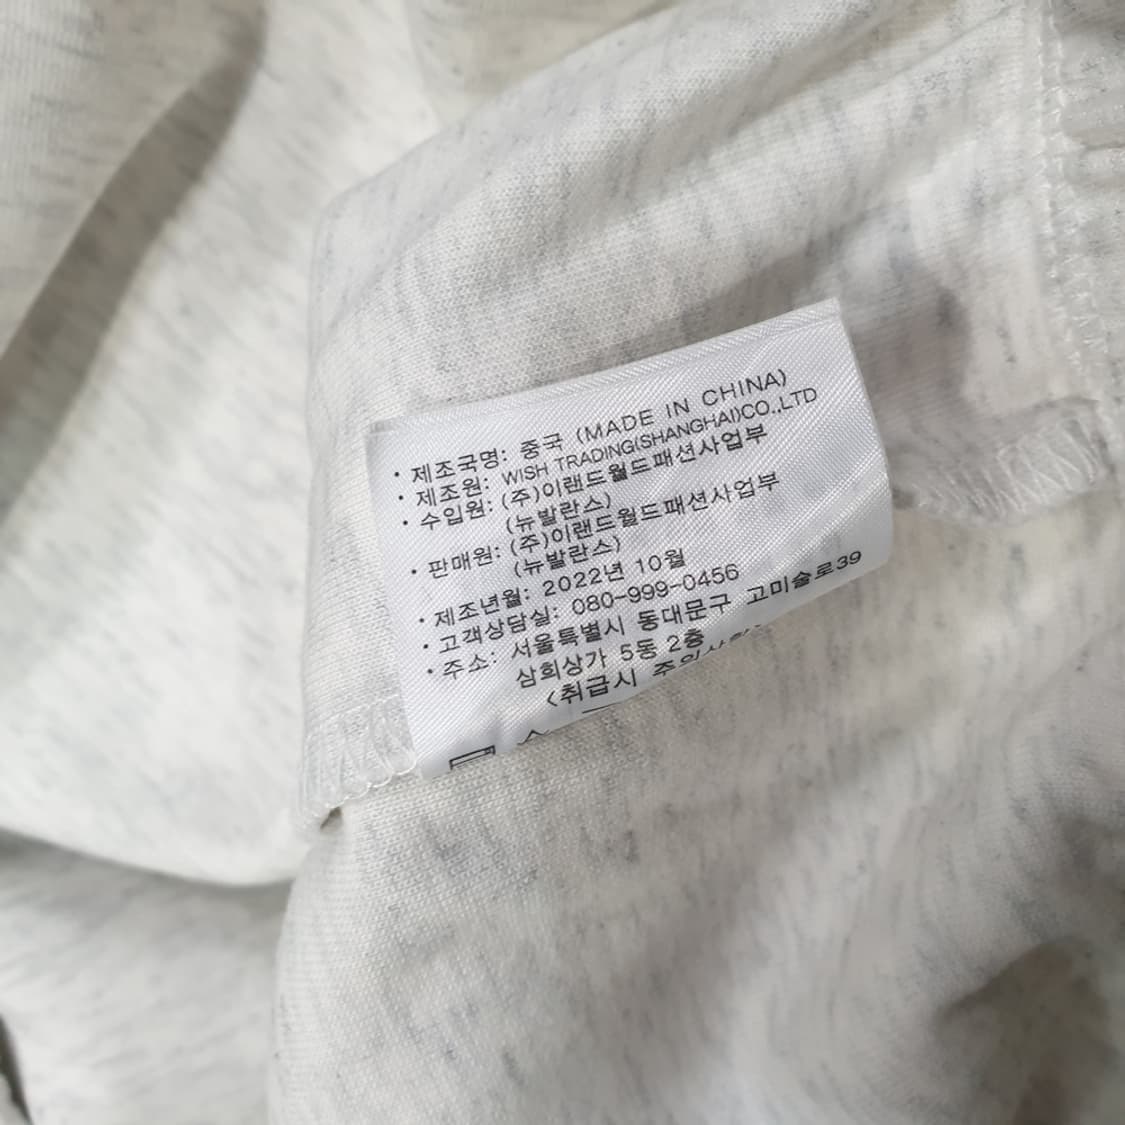 · 제조국명: 중국 (MADE IN CHINA)
· 제조원: WISH TRADING(SHANGHAI)CO.,LTD
· 수입원: (주)이랜드월드패션사업부
(뉴발란스)
· 판매원: (주)이랜드월드패션사업부
(뉴발란스)
· 제조년월: 2022년 10월
· 고객상담실: 080-999-0456
· 주소: 서울특별시 동대문구 고미술로39
삼희상가 5동 2층
<취급시 주의사항